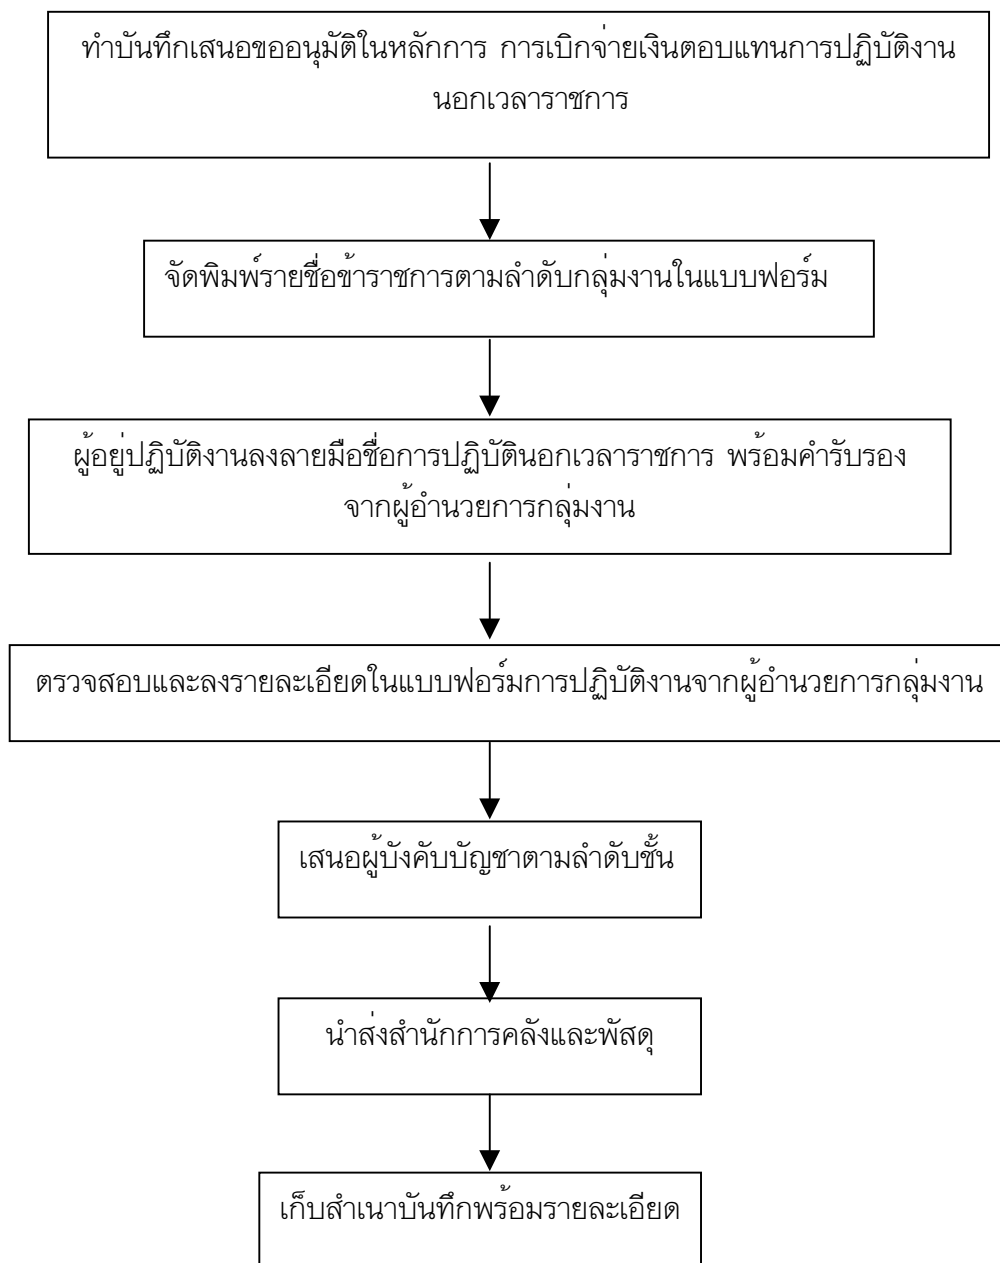 ทำบันทึกเสนอขออนุมัติในหลักการ การเบิกจ่ายเงินตอบแทนการปฏิบัติงาน
นอกเวลาราชการ
จัดพิมพ์รายชื่อข้าราชการตามลำดับกลุ่มงานในแบบฟอร์ม
ผู้อยู่ปฏิบัติงานลงลายมือชื่อการปฏิบัตินอกเวลาราชการ พร้อมคำรับรอง
จากผู้อำนวยการกลุ่มงาน
ตรวจสอบและลงรายละเอียดในแบบฟอร์มการปฏิบัติงานจากผู้อำนวยการกลุ่มงาน
เสนอผู้บังคับบัญชาตามลำดับชั้น
นำส่งสำนักการคลังและพัสดุ
เก็บสำเนาบันทึกพร้อมรายละเอียด